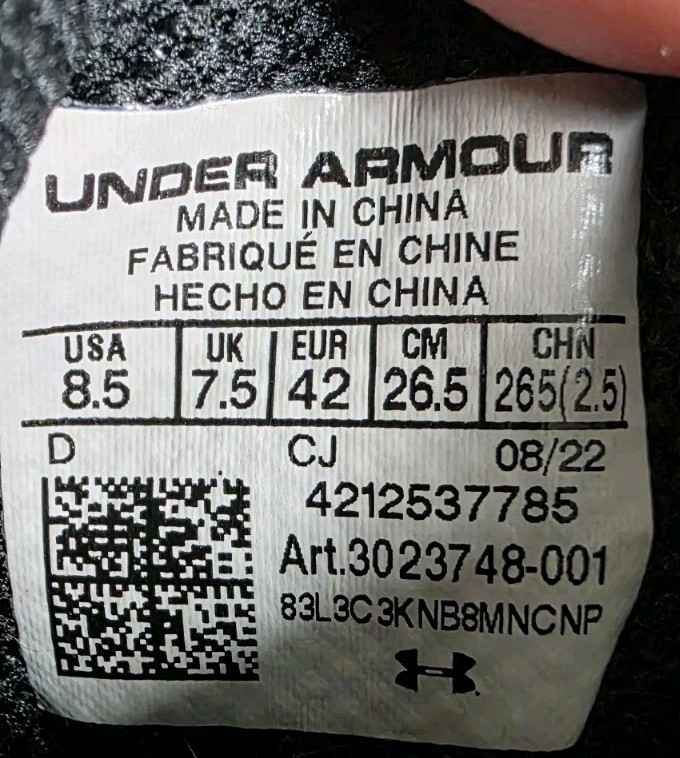 UNDER ARMOUR
MADE IN CHINA
FABRIQUÉ EN CHINE
HECHO EN CHINA
USA UK EUR CM CHN
8.5 7.5 42 26.5 265(2.5)
D CJ 08/22
4212537785
Art.3023748-001
83L3C3KNB8MNCNP